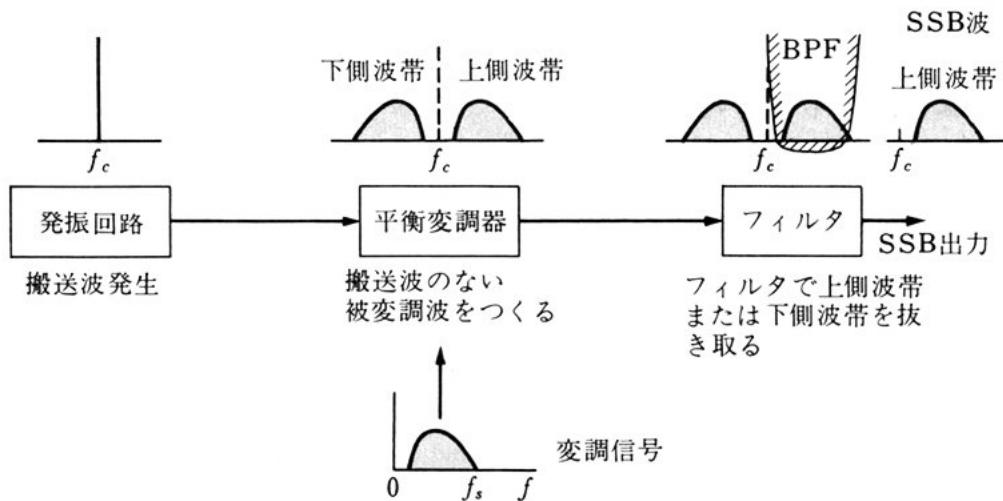 SSB波
BPF
下側波帯
上側波帯
上側波帯
f_c
f_c
f_c
f_c
発振回路
平衡変調器
フィルタ
SSB出力
搬送波発生
搬送波のない
被変調波をつくる
フィルタで上側波帯
または下側波帯を抜
き取る
変調信号
0
f_s
f